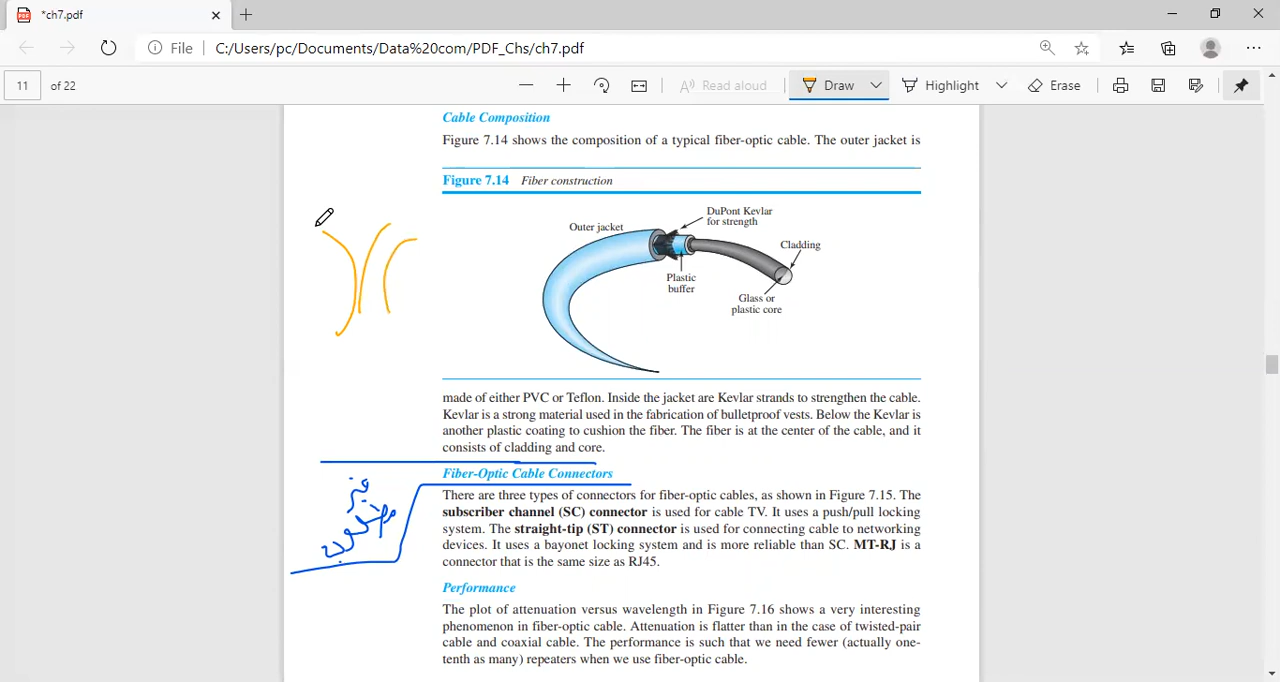 *ch7.pdf
File
C:/Users/pc/Documents/Data%20com/PDF_Chs/ch7.pdf
11 of 22
Read aloud
Draw
Highlight
Erase
Cable Composition
Figure 7.14 shows the composition of a typical fiber-optic cable. The outer jacket is
Figure 7.14 Fiber construction
DuPont Kevlar
for strength
Outer jacket
Cladding
Plastic
buffer
Glass or
plastic core
made of either PVC or Teflon. Inside the jacket are Kevlar strands to strengthen the cable.
Kevlar is a strong material used in the fabrication of bulletproof vests. Below the Kevlar is
another plastic coating to cushion the fiber. The fiber is at the center of the cable, and it
consists of cladding and core.
Fiber-Optic Cable Connectors
There are three types of connectors for fiber-optic cables, as shown in Figure 7.15. The
subscriber channel (SC) connector is used for cable TV. It uses a push/pull locking
system. The straight-tip (ST) connector is used for connecting cable to networking
devices. It uses a bayonet locking system and is more reliable than SC. MT-RJ is a
connector that is the same size as RJ45.
غير
مطلوب
Performance
The plot of attenuation versus wavelength in Figure 7.16 shows a very interesting
phenomenon in fiber-optic cable. Attenuation is flatter than in the case of twisted-pair
cable and coaxial cable. The performance is such that we need fewer (actually one-
tenth as many) repeaters when we use fiber-optic cable.